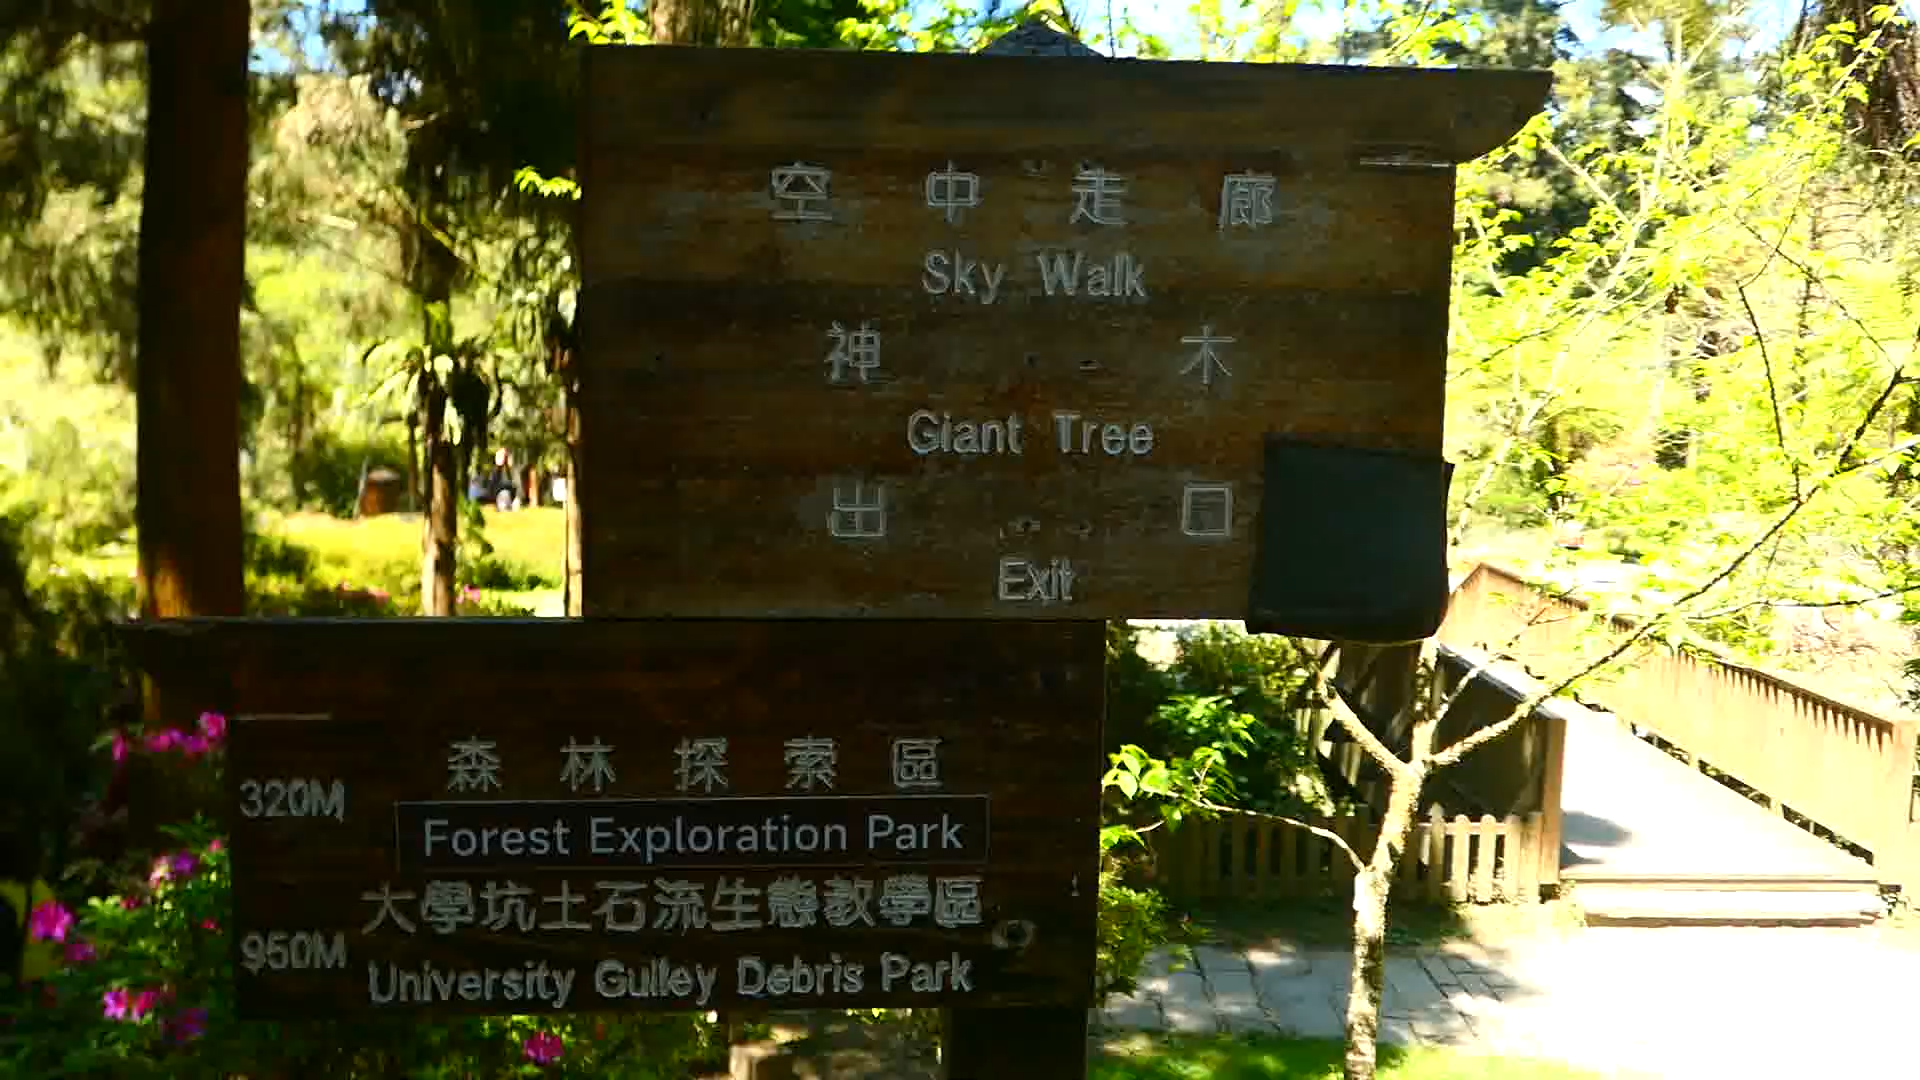 空中走廊
Sky Walk
神木
Giant Tree
出口
Exit
森林探索區
320M
Forest Exploration Park
大學坑土石流生態教學區
950M
University Gulley Debris Park